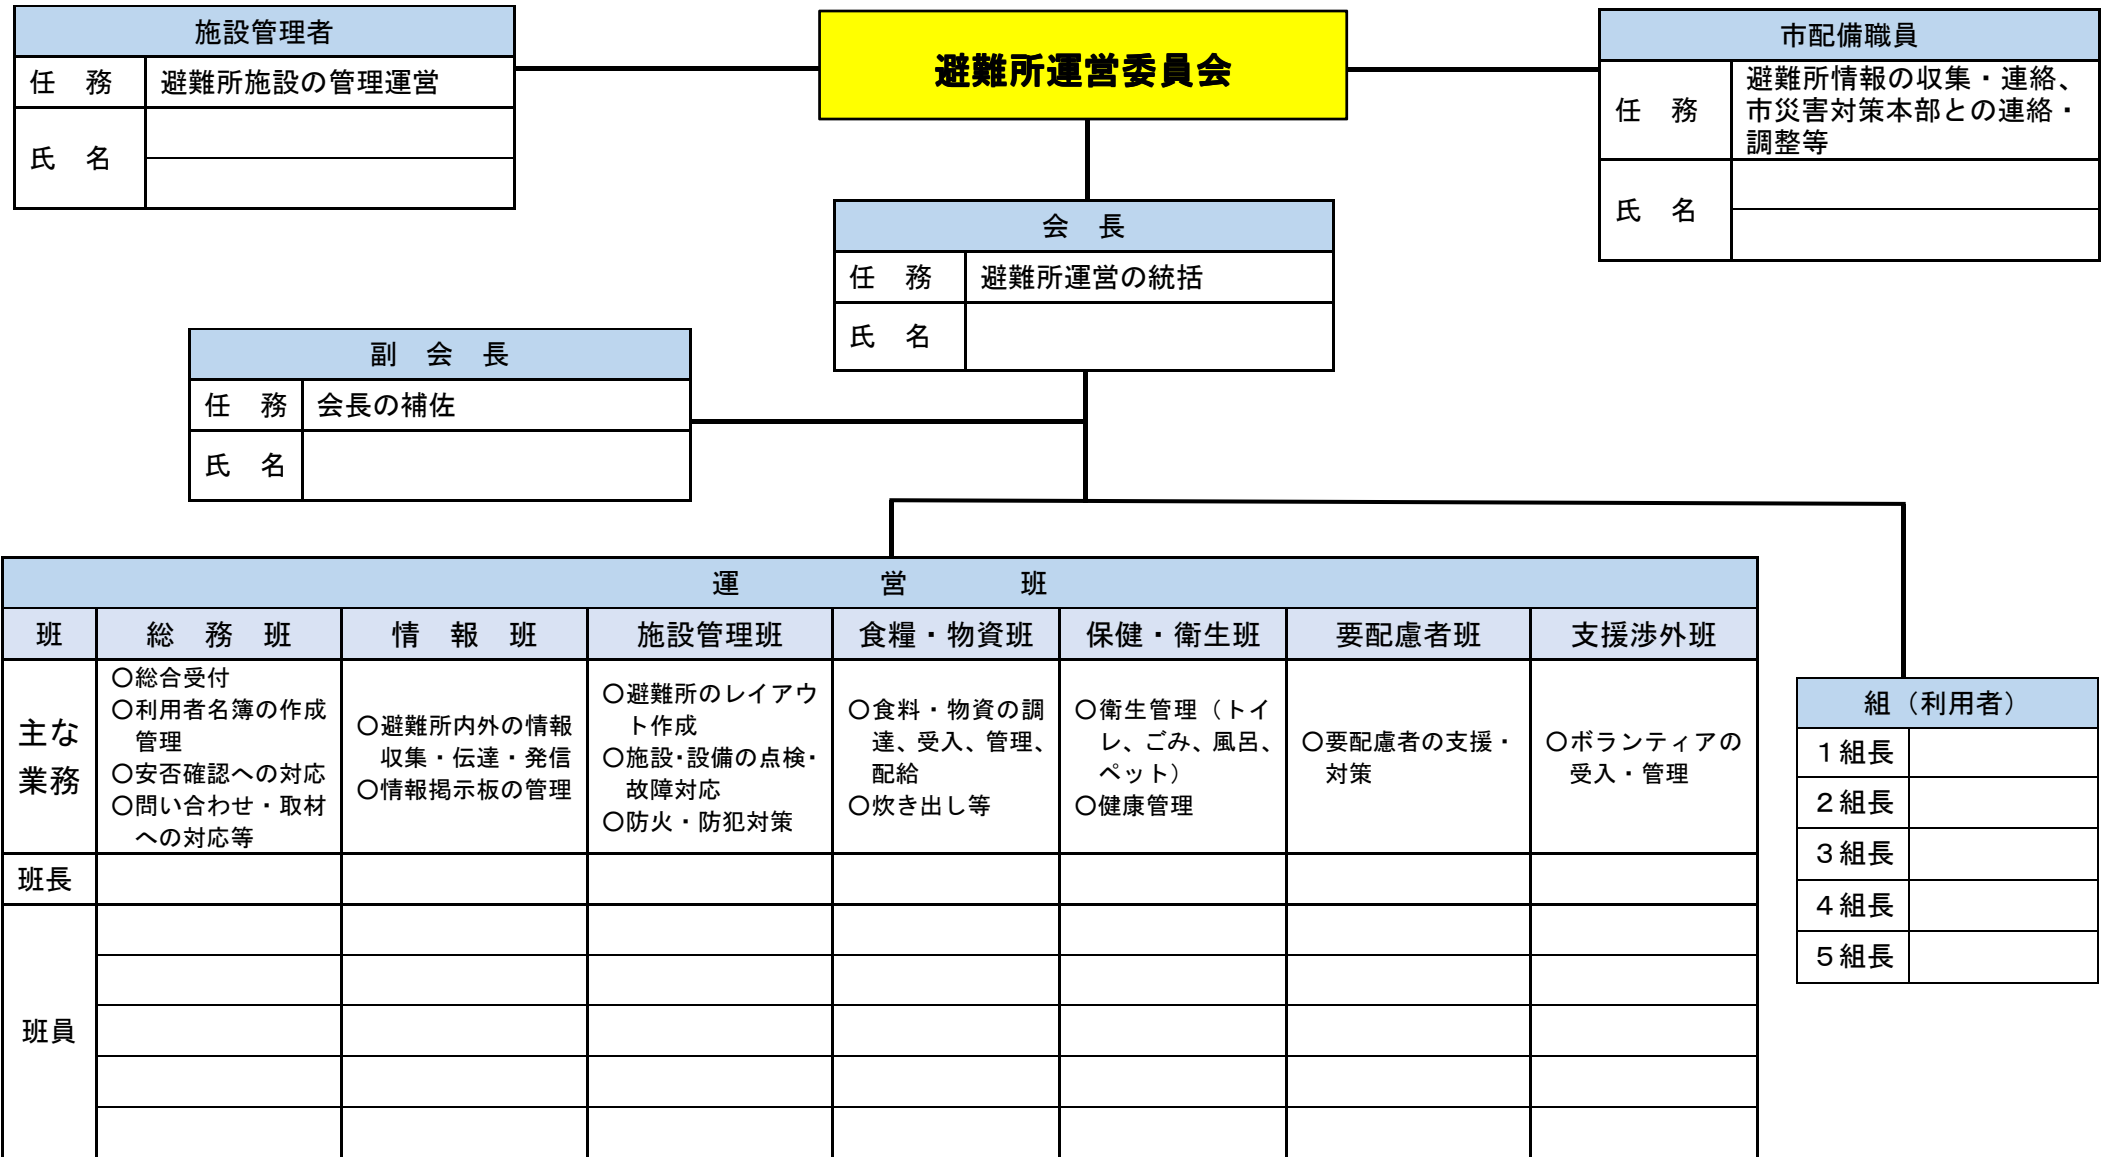 施設管理者
任　務
避難所施設の管理運営
氏　名
避難所運営委員会
市配備職員
任　務
避難所情報の収集・連絡、
市災害対策本部との連絡・
調整等
氏　名
会　長
任　務
避難所運営の統括
氏　名
副　会　長
任　務
会長の補佐
氏　名
運　営　班
班
総　務　班
情　報　班
施設管理班
食糧・物資班
保健・衛生班
要配慮者班
支援渉外班
主な
業務
〇総合受付
〇利用者名簿の作成
管理
〇安否確認への対応
〇問い合わせ・取材
への対応等
〇避難所内外の情報
収集・伝達・発信
〇情報掲示板の管理
〇避難所のレイアウ
ト作成
〇施設・設備の点検・
故障対応
〇防火・防犯対策
〇食料・物資の調
達、受入、管理、
配給
〇炊き出し等
〇衛生管理（トイ
レ、ごみ、風呂、
ペット）
〇健康管理
〇要配慮者の支援・
対策
〇ボランティアの
受入・管理
班長
班員
組（利用者）
１組長
２組長
３組長
４組長
５組長